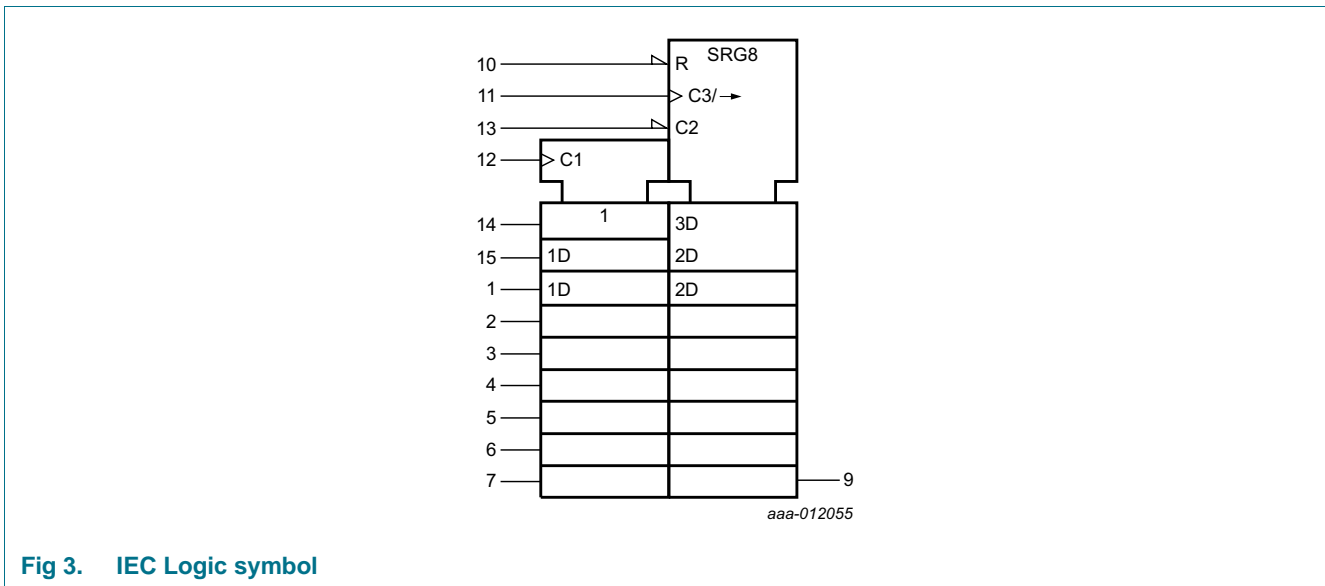 SRG8
10 R
11 C3/→
13 C2
12 C1
14 1 3D
15 1D 2D
1 1D 2D
2
3
4
5
6
7 9
aaa-012055
Fig 3. IEC Logic symbol